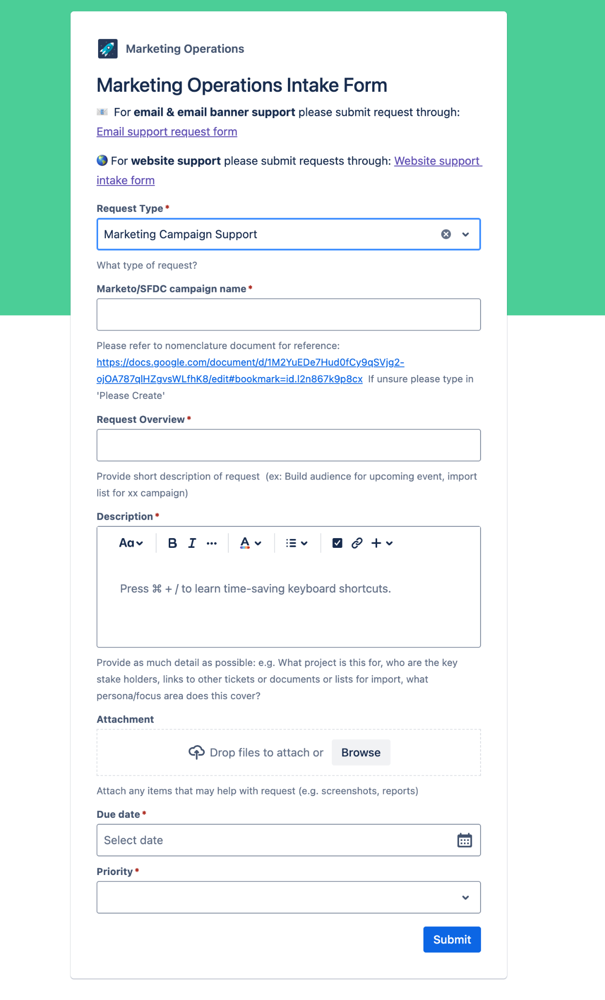 Marketing Operations
Marketing Operations Intake Form
📧 For email & email banner support please submit request through:
Email support request form
🌎 For website support please submit requests through: Website support
intake form
Request Type *
Marketing Campaign Support
What type of request?
Marketo/SFDC campaign name *
Please refer to nomenclature document for reference:
https://docs.google.com/document/d/1M2YuEDe7Hud0fCy9qSVjg2-
ojOA787qlHZgvsWLfhK8/edit#bookmark=id.l2n867k9p8cx If unsure please type in
'Please Create'
Request Overview *
Provide short description of request (ex: Build audience for upcoming event, import
list for xx campaign)
Description *
Aa B I ••• A
Press ⌘ + / to learn time-saving keyboard shortcuts.
Provide as much detail as possible: e.g. What project is this for, who are the key
stake holders, links to other tickets or documents or lists for import, what
persona/focus area does this cover?
Attachment
Drop files to attach or Browse
Attach any items that may help with request (e.g. screenshots, reports)
Due date *
Select date
Priority *
Submit